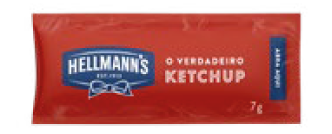 HELLMANN'S
EST. 1913
O VERDADEIRO
KETCHUP
7g